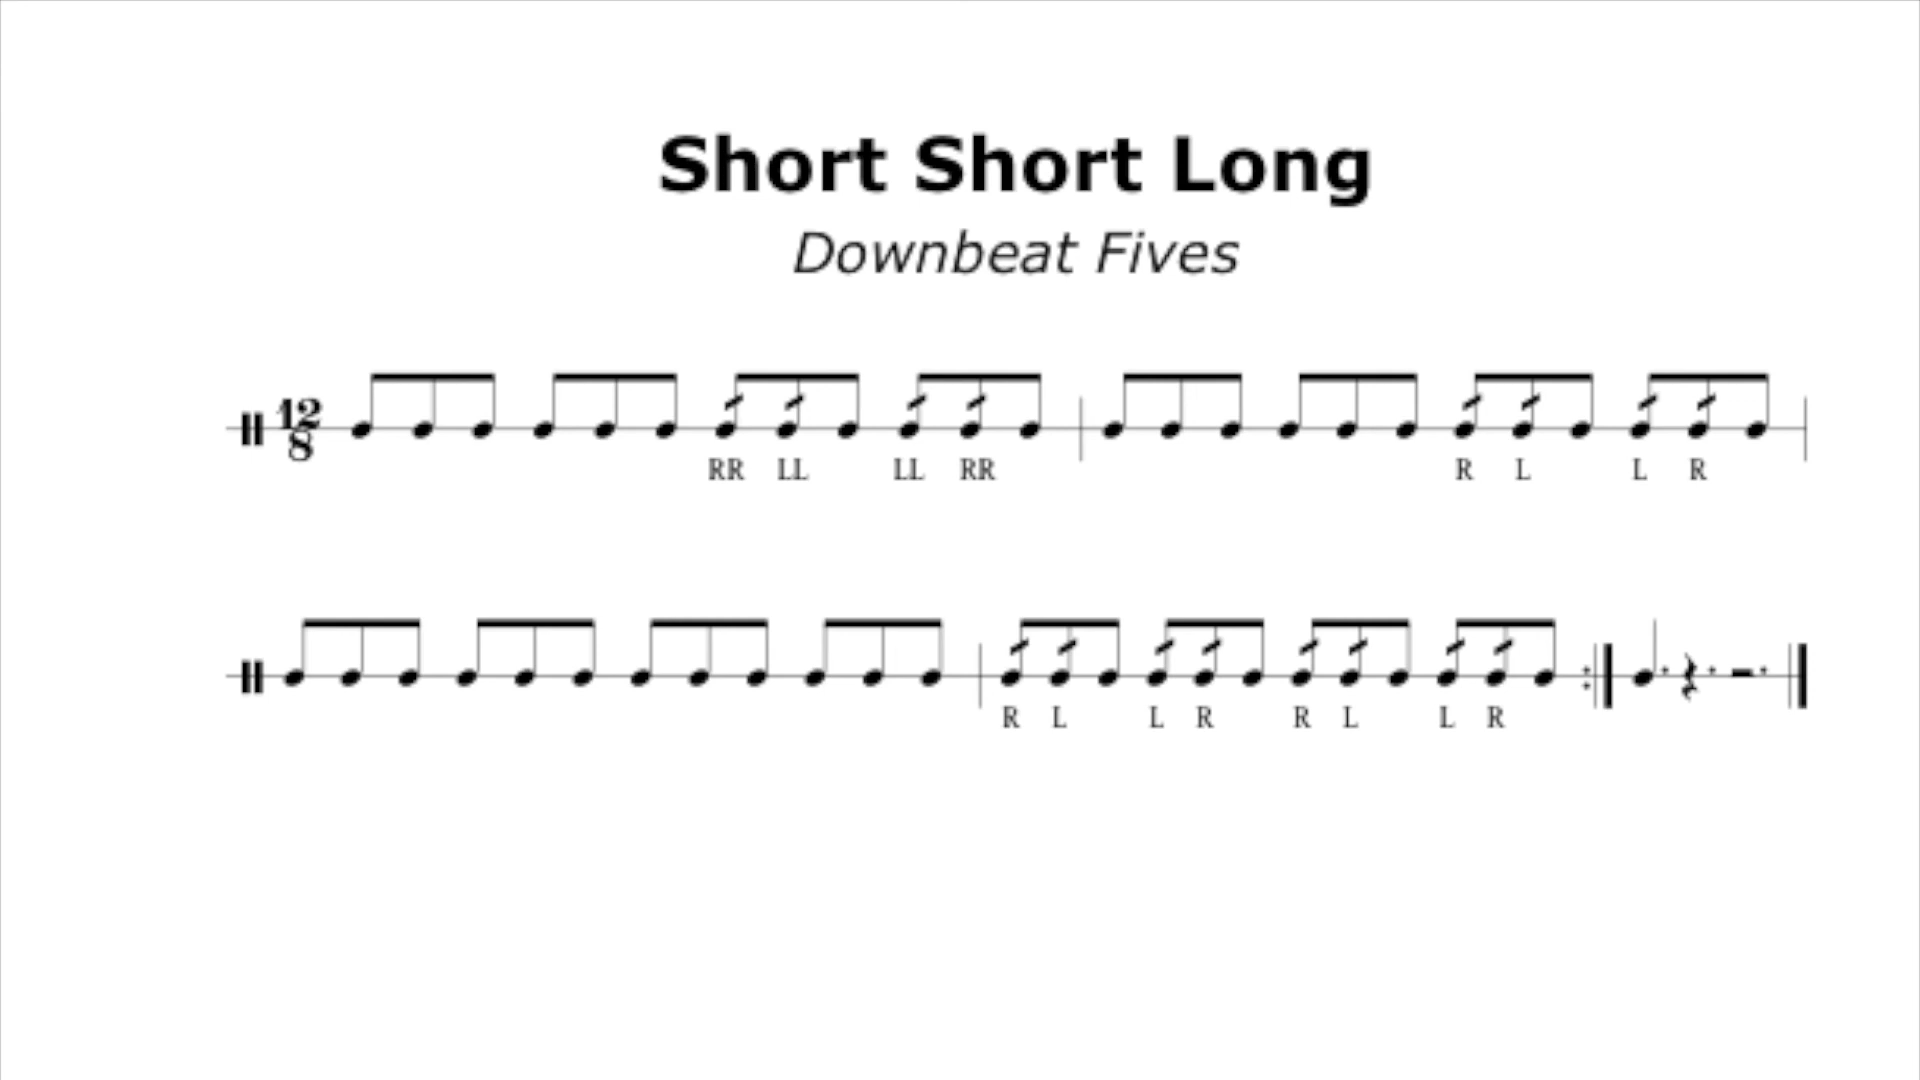 Short Short Long
Downbeat Fives
12
8
RR LL LL RR R L L R
R L L R R L L R